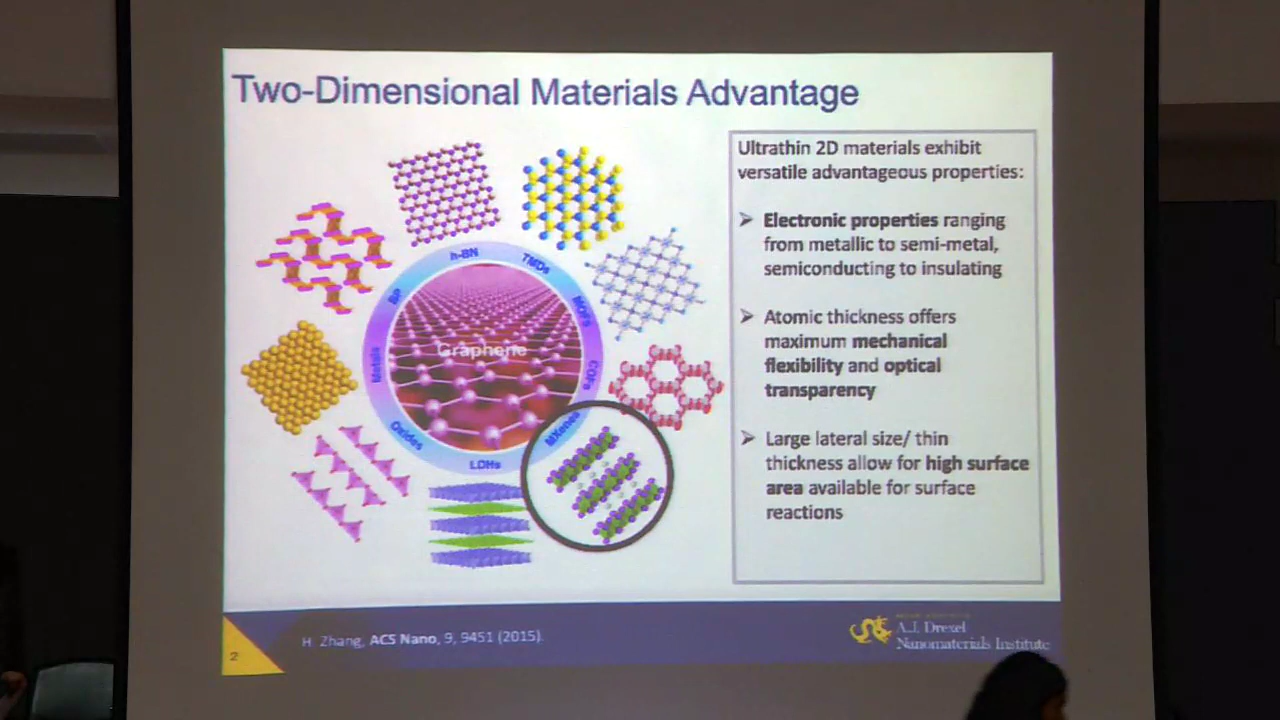 Two-Dimensional Materials Advantage
h-BN
TMDs
MOFs
COFs
MXenes
LDHs
Oxides
Metals
BP
Graphene
Ultrathin 2D materials exhibit
versatile advantageous properties:
➢ Electronic properties ranging
from metallic to semi-metal,
semiconducting to insulating
➢ Atomic thickness offers
maximum mechanical
flexibility and optical
transparency
➢ Large lateral size/ thin
thickness allow for high surface
area available for surface
reactions
2
H. Zhang, ACS Nano, 9, 9451 (2015).
A.J. Drexel
Nanomaterials Institute